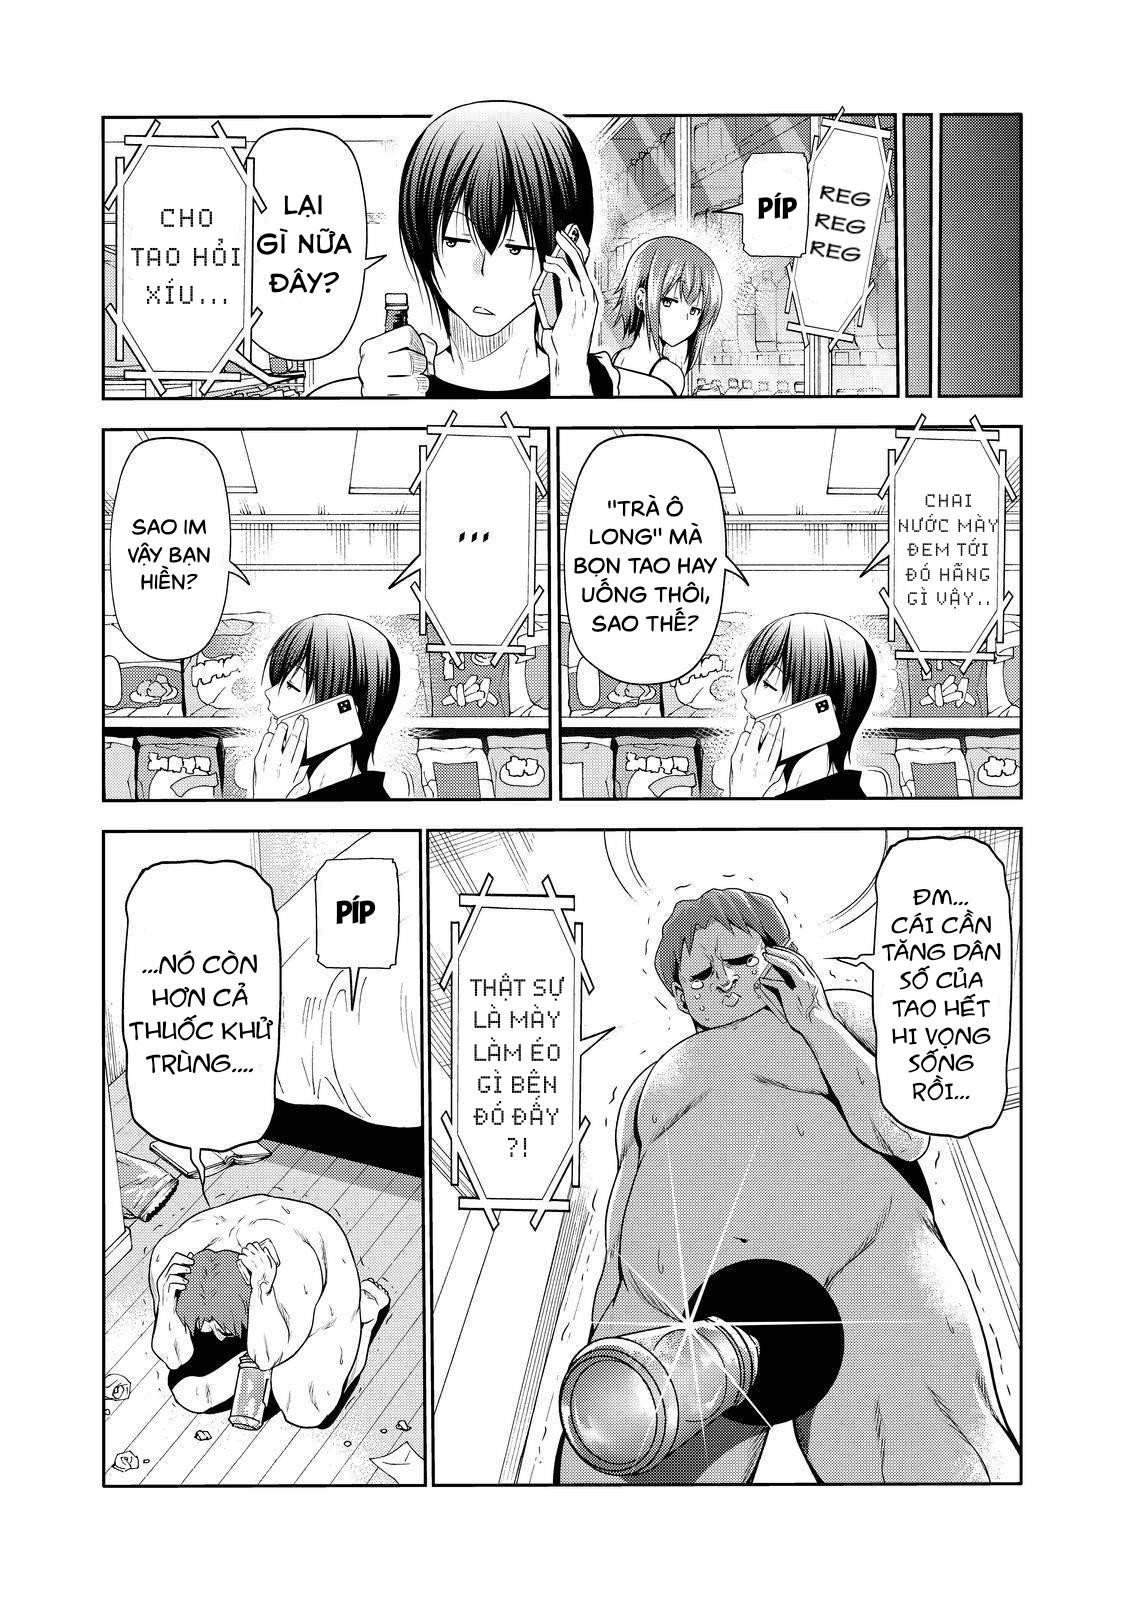 REG
REG
REG
PÍP
LẠI
GÌ NỮA
ĐÂY?
CHO
TAO HỎI
XÍU...
CHAI
NƯỚC MÀY
ĐEM TỚI
ĐÓ HÃNG
GÌ VẬY..
"TRÀ Ô
LONG" MÀ
BỌN TAO HAY
UỐNG THÔI,
SAO THẾ?
...
SAO IM
VẬY BẠN
HIỀN?
ĐM...
CÁI CẦN
TĂNG DÂN
SỐ CỦA
TAO HẾT
HI VỌNG
SỐNG
RỒI...
THẬT SỰ
LÀ MÀY
LÀM ÉO
GÌ BÊN
ĐÓ ĐẤY
?!
PÍP
...NÓ CÒN
HƠN CẢ
THUỐC KHỬ
TRÙNG....